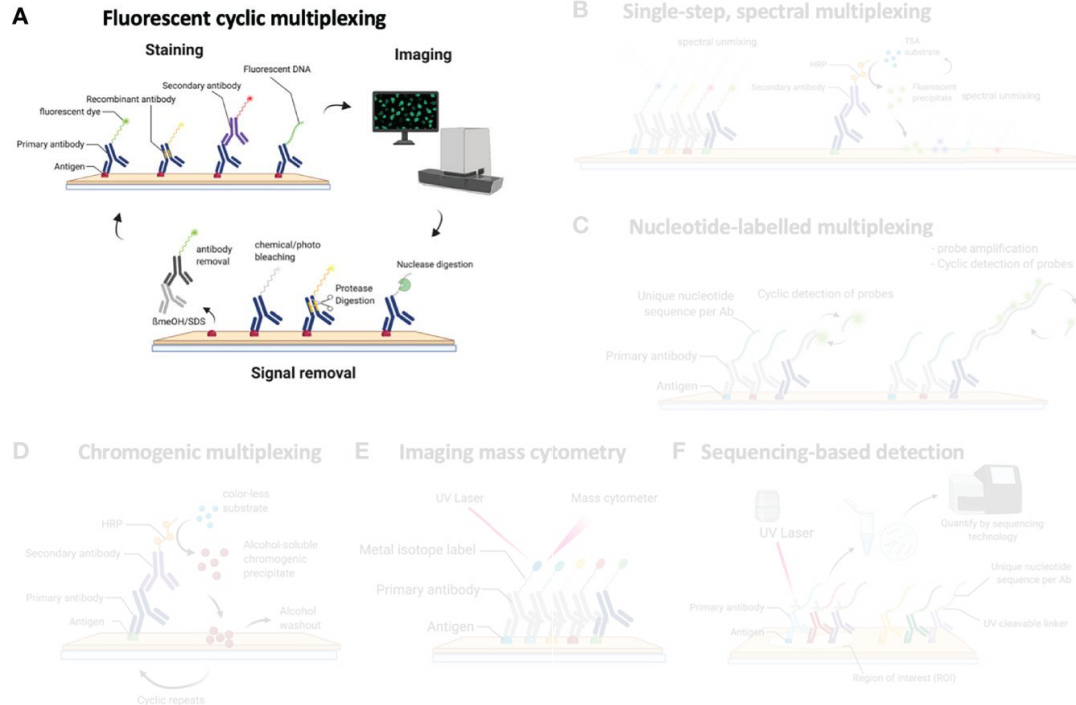 A
Fluorescent cyclic multiplexing
Staining
Imaging
Fluorescent DNA
Secondary antibody
Recombinant antibody
fluorescent dye
Primary antibody
Antigen
antibody
removal
chemical/photo
bleaching
Nuclease digestion
Protease
Digestion
ßmeOH/SDS
Signal removal
B
Single-step, spectral multiplexing
spectral unmixing
TSA
substrate
HRP
Secondary antibody
Fluorescent
precipitate
spectral unmixing
C
Nucleotide-labelled multiplexing
- probe amplification
- Cyclic detection of probes
Unique nucleotide
sequence per Ab
Cyclic detection of probes
Primary antibody
Antigen
D
Chromogenic multiplexing
color-less
substrate
HRP
Secondary antibody
Alcohol-soluble
chromogenic
precipitate
Primary antibody
Antigen
Alcohol
washout
Cyclic repeats
E
Imaging mass cytometry
UV Laser
Mass cytometer
Metal isotope label
Primary antibody
Antigen
F
Sequencing-based detection
UV Laser
Quantify by sequencing
technology
Unique nucleotide
sequence per Ab
Primary antibody
UV-cleavable linker
Antigen
Region of interest (ROI)